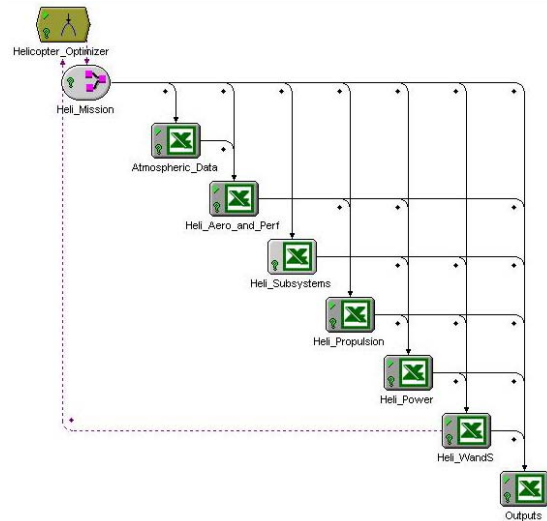 Helicopter_Optimizer
Heli_Mission
Atmospheric_Data
Heli_Aero_and_Perf
Heli_Subsystems
Heli_Propulsion
Heli_Power
Heli_WandS
Outputs